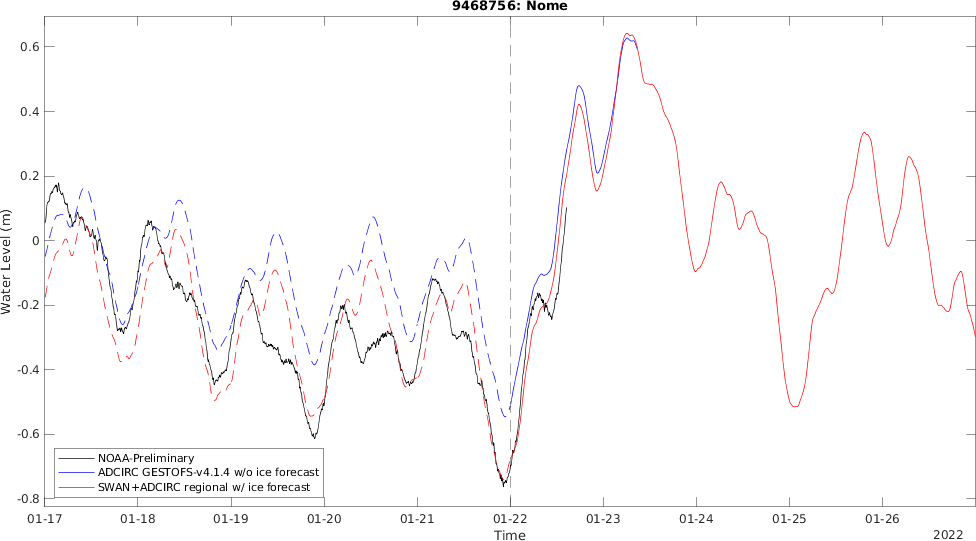 9468756: Nome
Water Level (m)
0.6
0.4
0.2
0
-0.2
-0.4
-0.6
-0.8
NOAA-Preliminary
ADCIRC GESTOFS-v4.1.4 w/o ice forecast
SWAN+ADCIRC regional w/ ice forecast
01-17 01-18 01-19 01-20 01-21 01-22 01-23 01-24 01-25 01-26
Time
2022